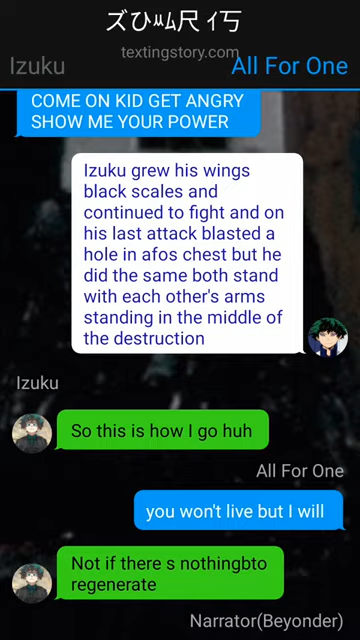 ズひﾑﾶ尺 ｲ丂
textingstory.com
Izuku
All For One
COME ON KID GET ANGRY
SHOW ME YOUR POWER
Izuku grew his wings
black scales and
continued to fight and on
his last attack blasted a
hole in afos chest but he
did the same both stand
with each other's arms
standing in the middle of
the destruction
Izuku
So this is how I go huh
All For One
you won't live but I will
Not if there s nothingbto
regenerate
Narrator(Beyonder)